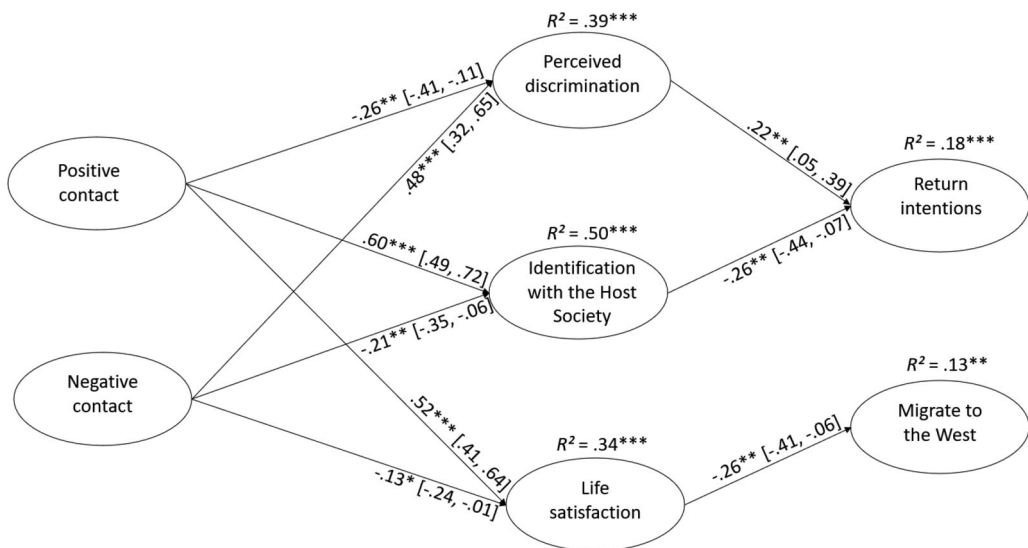 R² = .39***
Perceived
discrimination
-.26** [-.41, -.11]
.48*** [.32, .65]
.22** [.05, .39]
R² = .18***
Return
intentions
Positive
contact
.60*** [.49, .72]
R² = .50***
Identification
with the Host
Society
-.26** [-.44, -.07]
-.21** [-.35, -.06]
Negative
contact
.52*** [.41, .64]
R² = .13**
Migrate to
the West
R² = .34***
-.26** [-.41, -.06]
-.13* [-.24, -.01]
Life
satisfaction